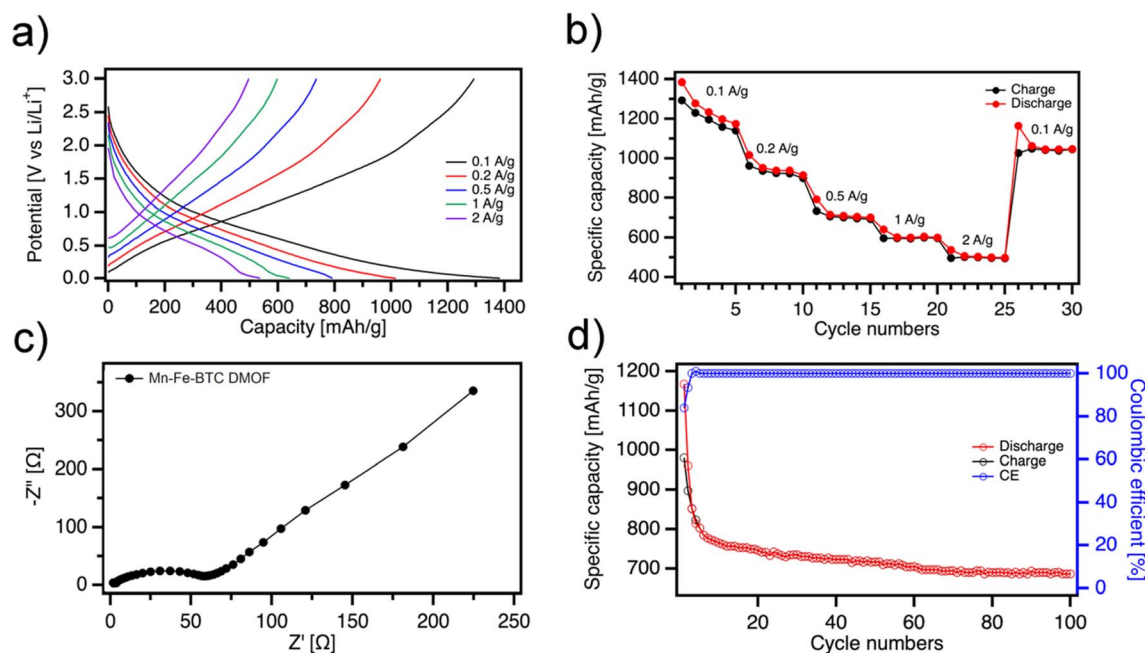 a)
3.0
2.5
2.0
1.5
1.0
0.5
0.0
Potential [V vs Li/Li⁺]
0.1 A/g
0.2 A/g
0.5 A/g
1 A/g
2 A/g
0 200 400 600 800 1000 1200 1400
Capacity [mAh/g]
b)
1400
1200
1000
800
600
400
Specific capacity [mAh/g]
0.1 A/g
0.2 A/g
0.5 A/g
1 A/g
2 A/g
0.1 A/g
Charge
Discharge
5 10 15 20 25 30
Cycle numbers
c)
Mn-Fe-BTC DMOF
300
200
100
0
-Z'' [Ω]
0 50 100 150 200 250
Z' [Ω]
d)
1200
1100
1000
900
800
700
Specific capacity [mAh/g]
Discharge
Charge
CE
100
80
60
40
20
0
Coulombic efficient [%]
20 40 60 80 100
Cycle numbers